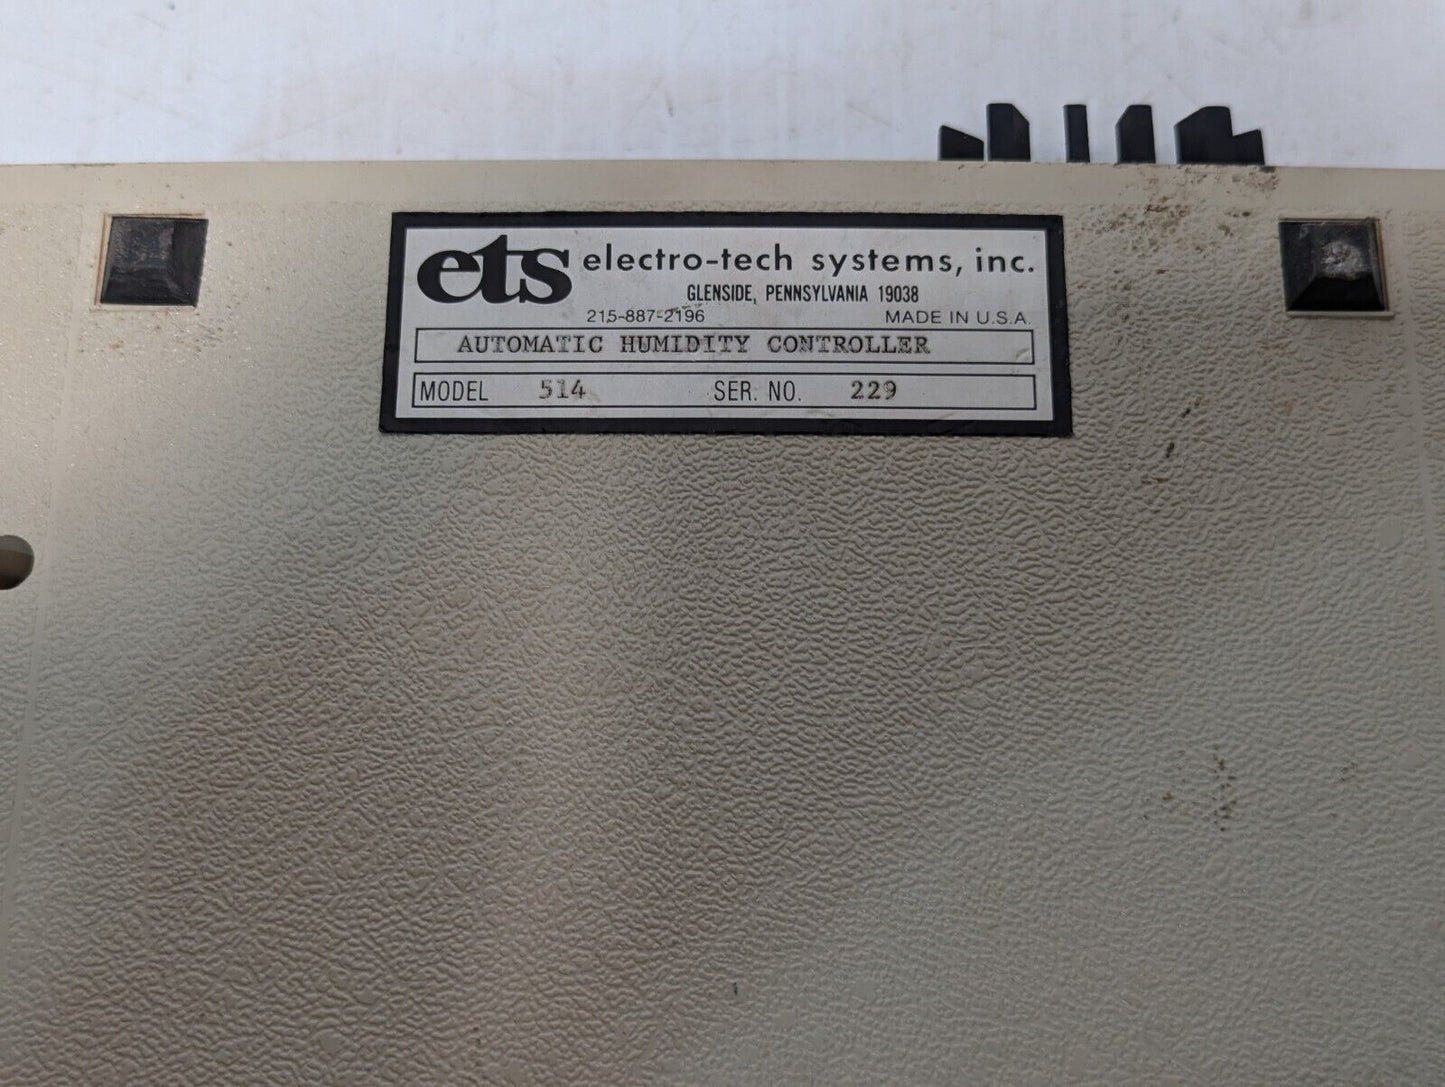 ets electro-tech systems, inc.
GLENSIDE, PENNSYLVANIA 19038
215-887-2196 MADE IN U.S.A.
AUTOMATIC HUMIDITY CONTROLLER
MODEL 514 SER. NO. 229